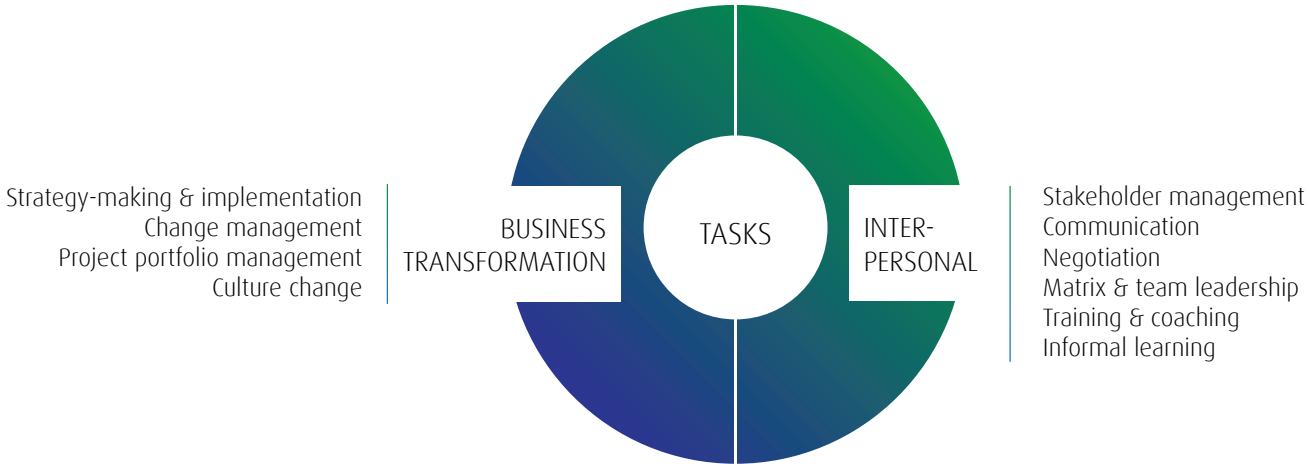 Strategy-making & implementation
Change management
Project portfolio management
Culture change
BUSINESS
TRANSFORMATION
TASKS
INTER-
PERSONAL
Stakeholder management
Communication
Negotiation
Matrix & team leadership
Training & coaching
Informal learning